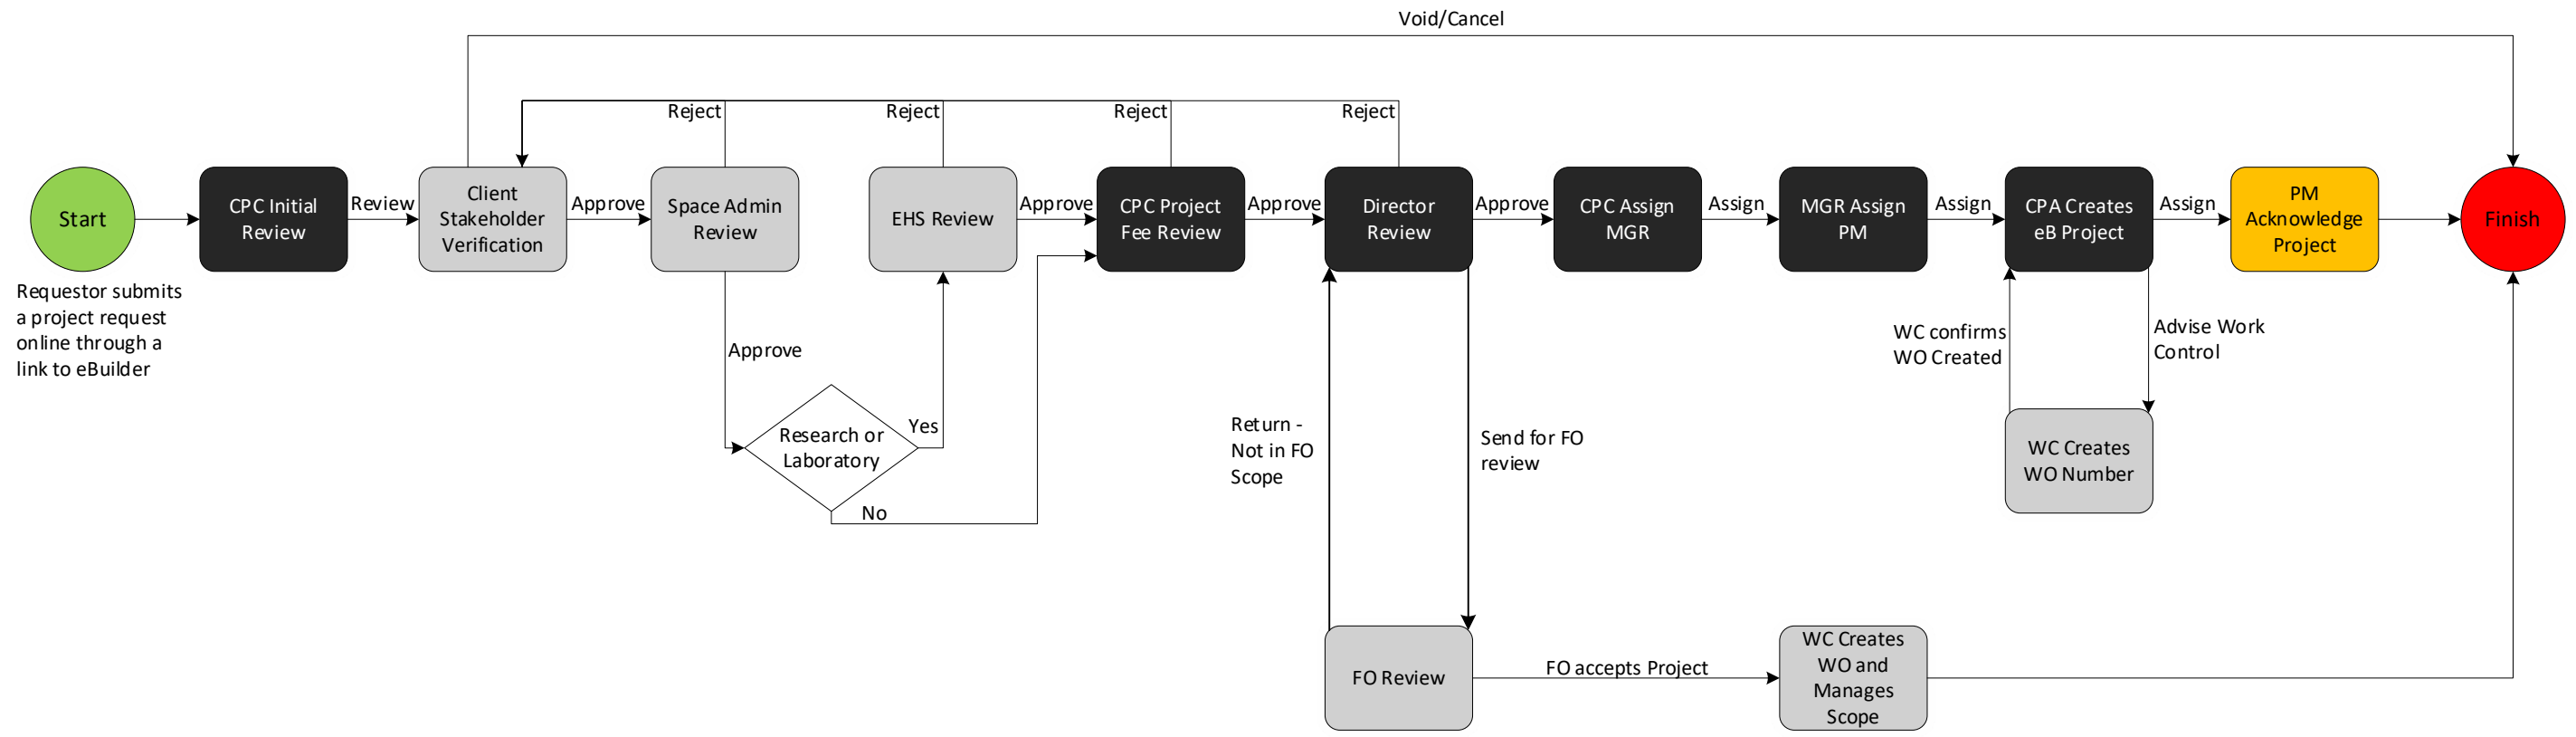 Void/Cancel
Reject
Reject
Reject
Reject
Start
CPC Initial
Review
Review
Client
Stakeholder
Verification
Approve
Space Admin
Review
EHS Review
Approve
CPC Project
Fee Review
Approve
Director
Review
Approve
CPC Assign
MGR
Assign
MGR Assign
PM
Assign
CPA Creates
eB Project
Assign
PM
Acknowledge
Project
Finish
Requestor submits
a project request
online through a
link to eBuilder
Approve
Research or
Laboratory
Yes
No
Return -
Not in FO
Scope
Send for FO
review
WC confirms
WO Created
Advise Work
Control
WC Creates
WO Number
FO Review
FO accepts Project
WC Creates
WO and
Manages
Scope